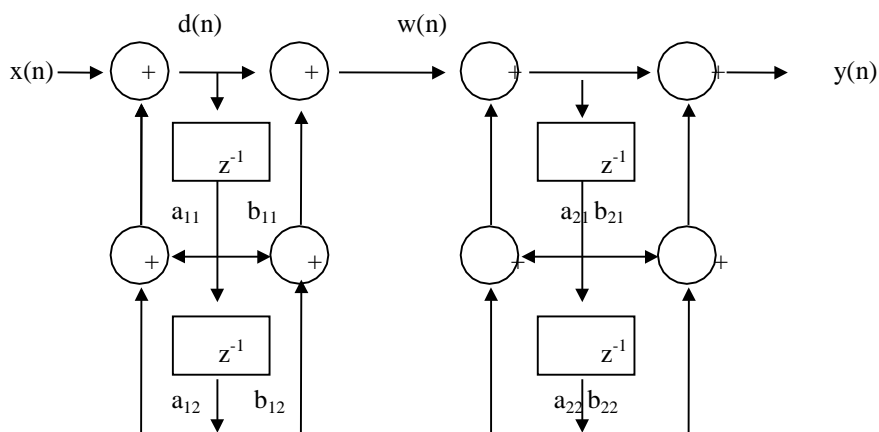 d(n) w(n)
x(n) + + + + y(n)
z⁻¹ z⁻¹
a₁₁ b₁₁ a₂₁ b₂₁
+ + + +
z⁻¹ z⁻¹
a₁₂ b₁₂ a₂₂ b₂₂